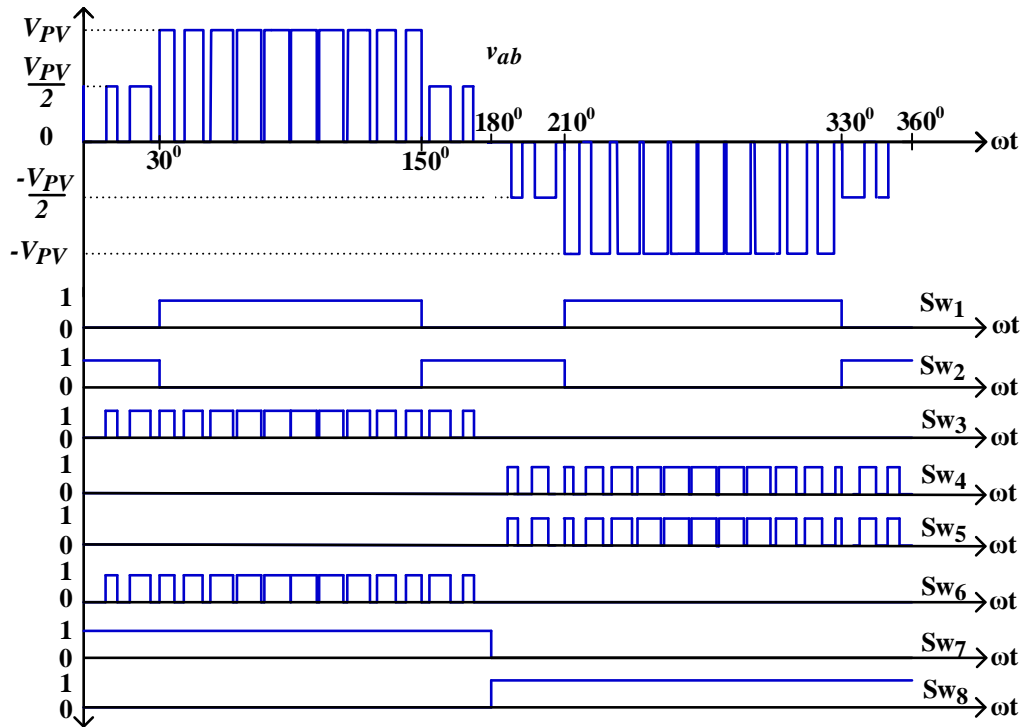 V_PV
v_ab
V_PV
2
180⁰ 210⁰ 330⁰ 360⁰
0
ωt
30⁰ 150⁰
-V_PV
2
-V_PV
1
Sw₁
0
ωt
1
Sw₂
0
ωt
1
Sw₃
0
ωt
1
Sw₄
0
ωt
1
Sw₅
0
ωt
1
Sw₆
0
ωt
1
Sw₇
0
ωt
1
Sw₈
0
ωt